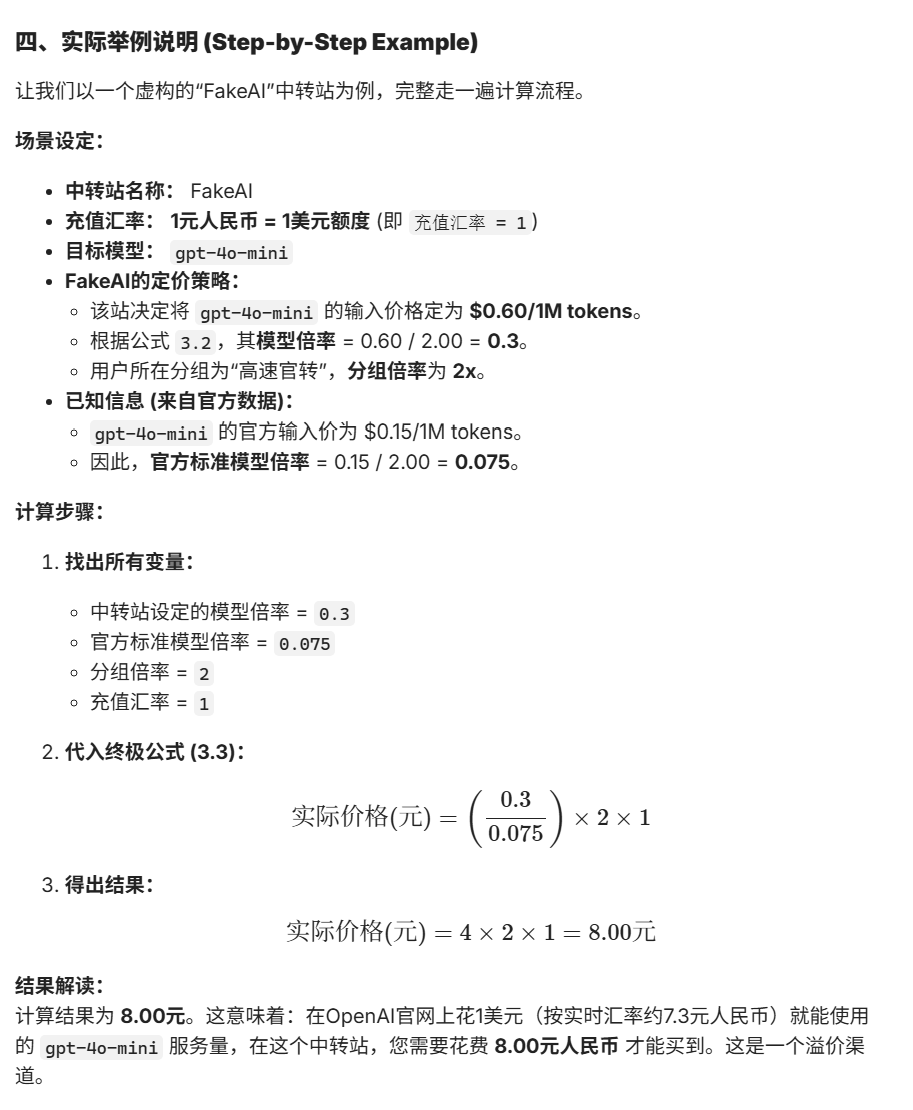 四、实际举例说明 (Step-by-Step Example)
让我们以一个虚构的“FakeAI”中转站为例，完整走一遍计算流程。
场景设定：
• 中转站名称： FakeAI
• 充值汇率： 1元人民币 = 1美元额度 (即 充值汇率 = 1)
• 目标模型： gpt-4o-mini
• FakeAI的定价策略：
◦ 该站决定将 gpt-4o-mini 的输入价格定为 $0.60/1M tokens。
◦ 根据公式 3.2，其模型倍率 = 0.60 / 2.00 = 0.3。
◦ 用户所在分组为“高速官转”，分组倍率为 2x。
• 已知信息 (来自官方数据)：
◦ gpt-4o-mini 的官方输入价为 $0.15/1M tokens。
◦ 因此，官方标准模型倍率 = 0.15 / 2.00 = 0.075。
计算步骤：
1. 找出所有变量：
◦ 中转站设定的模型倍率 = 0.3
◦ 官方标准模型倍率 = 0.075
◦ 分组倍率 = 2
◦ 充值汇率 = 1
2. 代入终极公式 (3.3)：
实际价格(元) = (0.3/0.075) × 2 × 1
3. 得出结果：
实际价格(元) = 4 × 2 × 1 = 8.00元
结果解读：
计算结果为 8.00元。这意味着：在OpenAI官网上花1美元（按实时汇率约7.3元人民币）就能使用
的 gpt-4o-mini 服务量，在这个中转站，您需要花费 8.00元人民币 才能买到。这是一个溢价渠
道。